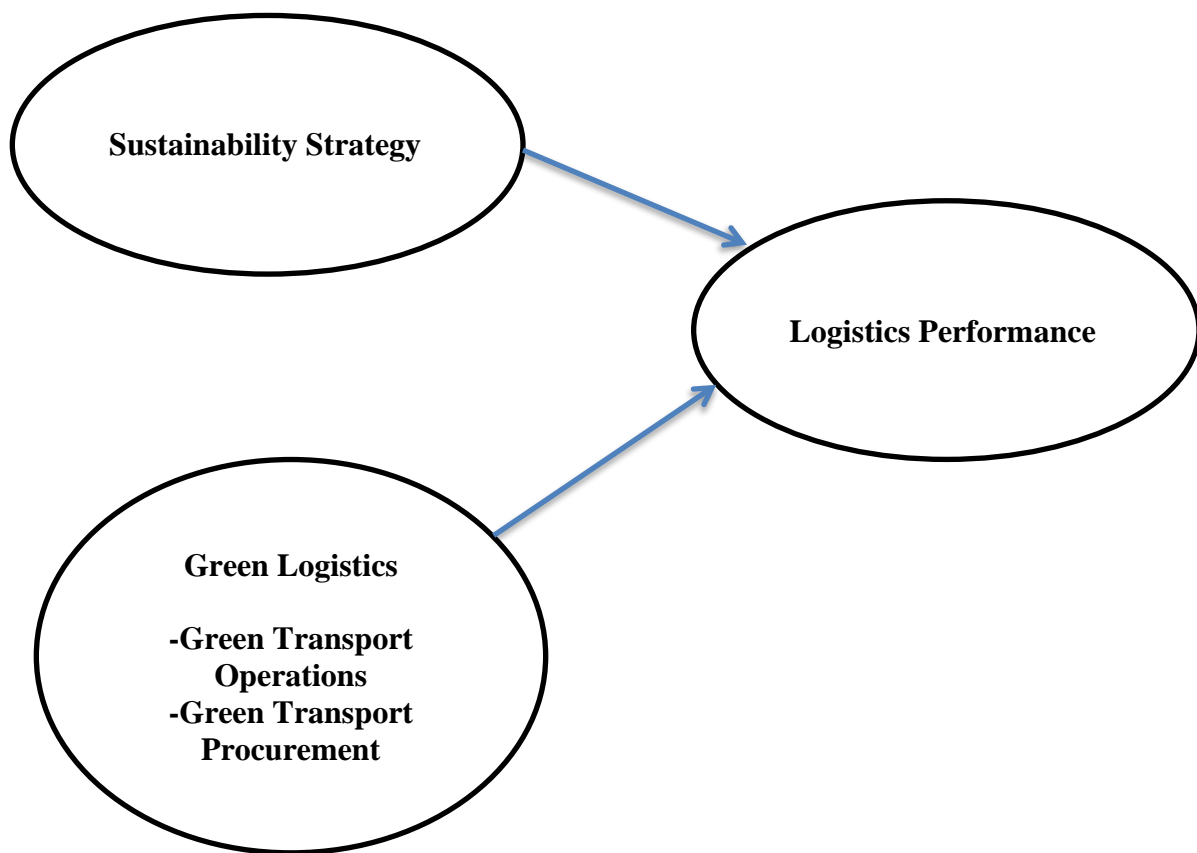 Sustainability Strategy
Logistics Performance
Green Logistics
-Green Transport
Operations
-Green Transport
Procurement